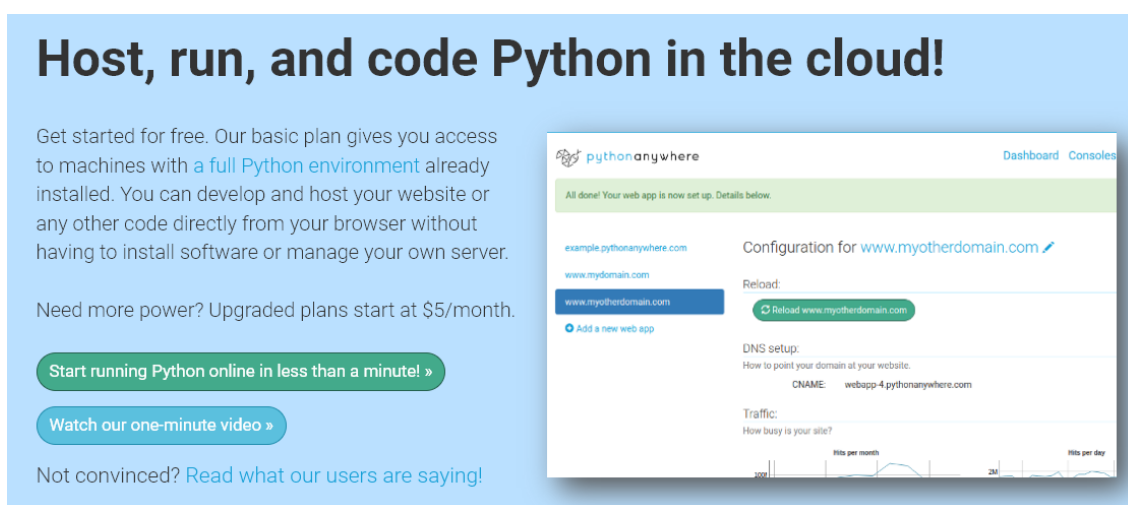 Host, run, and code Python in the cloud!
Get started for free. Our basic plan gives you access
to machines with a full Python environment already
installed. You can develop and host your website or
any other code directly from your browser without
having to install software or manage your own server.
Need more power? Upgraded plans start at $5/month.
Start running Python online in less than a minute! »
Watch our one-minute video »
Not convinced? Read what our users are saying!
pythonanywhere
Dashboard Consoles
All done! Your web app is now set up. Details below.
example.pythonanywhere.com
www.mydomain.com
www.myotherdomain.com
Add a new web app
Configuration for www.myotherdomain.com
Reload:
Reload www.myotherdomain.com
DNS setup:
How to point your domain at your website.
CNAME: webapp-4.pythonanywhere.com
Traffic:
How busy is your site?
Hits per month
Hits per day
2M